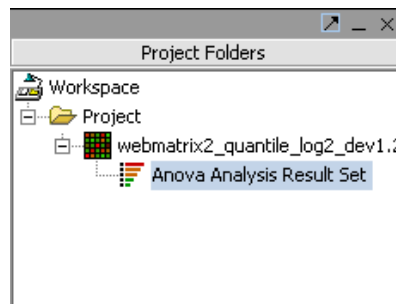 Project Folders
Workspace
Project
webmatrix2_quantile_log2_dev1.2
Anova Analysis Result Set